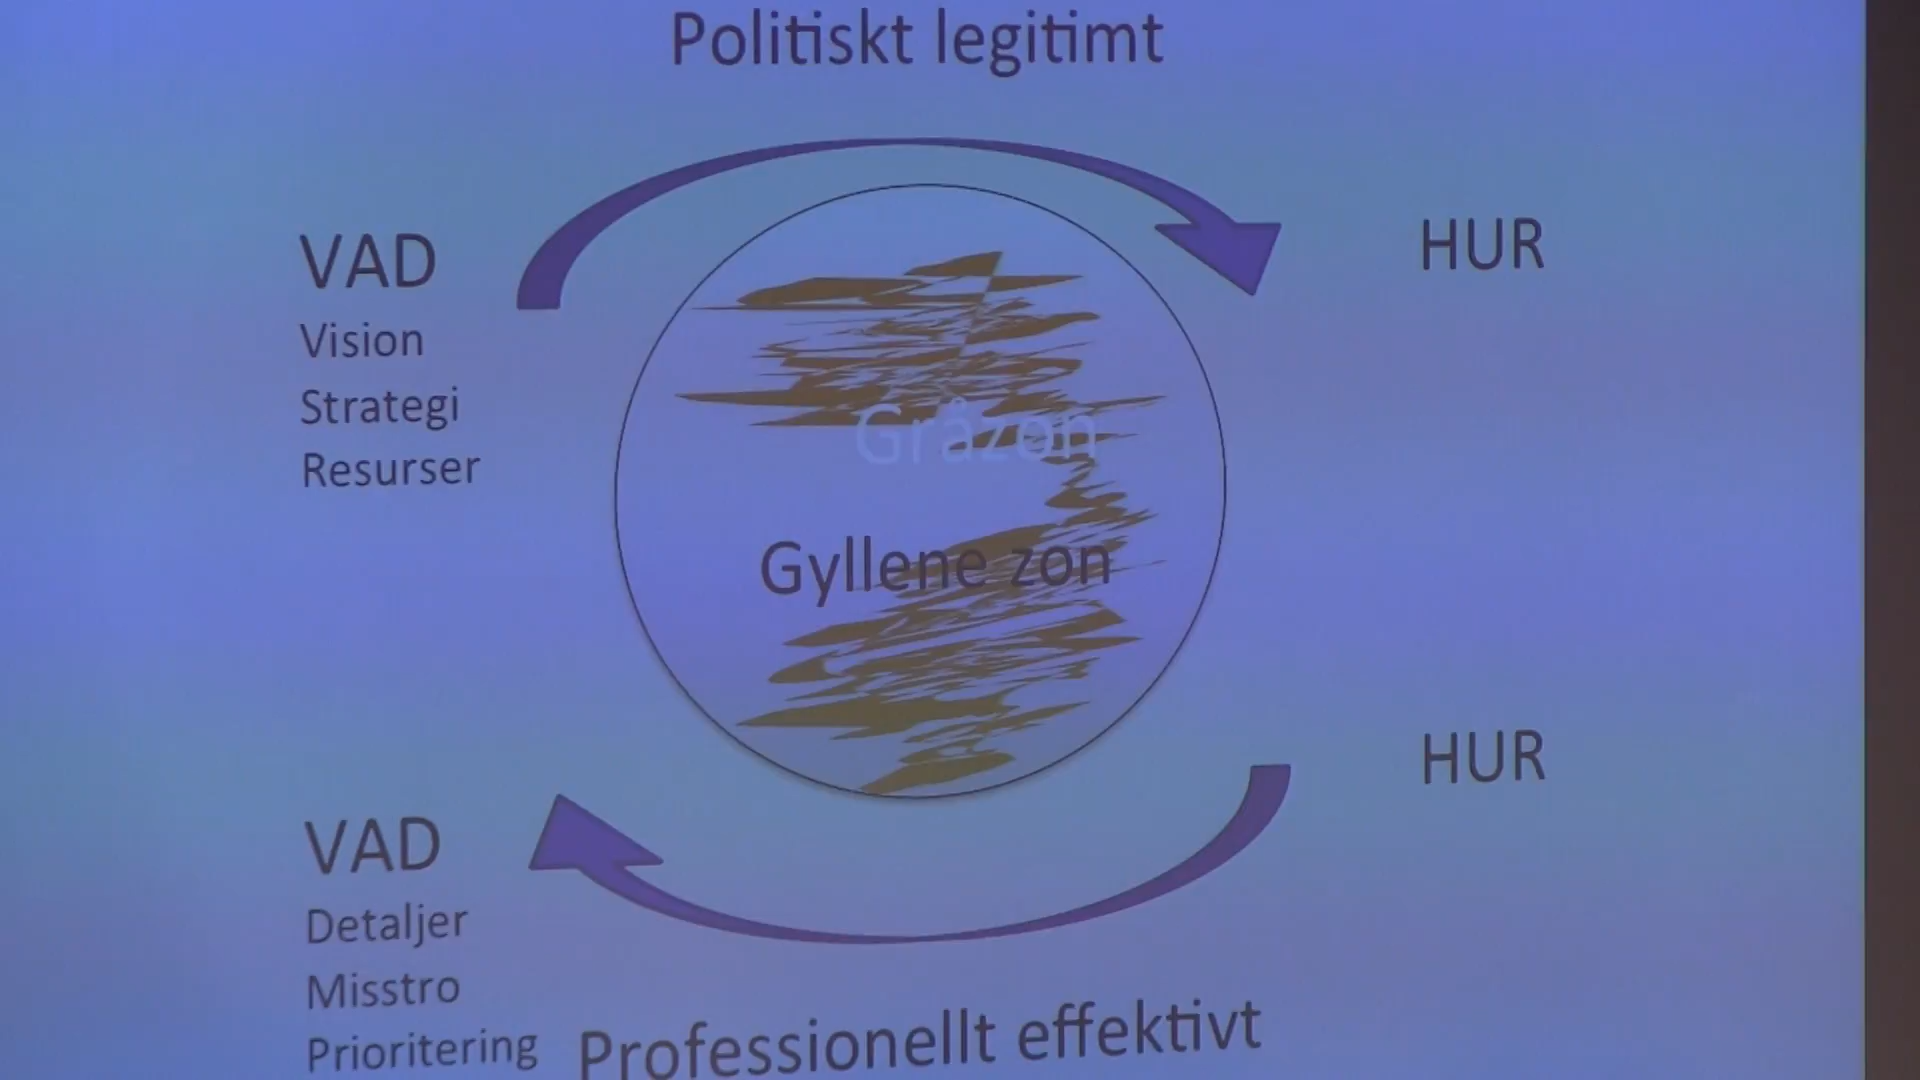 Politiskt legitimt
VAD
Vision
Strategi
Resurser
HUR
Gråzon
Gyllene zon
HUR
VAD
Detaljer
Misstro
Prioritering
Professionellt effektivt